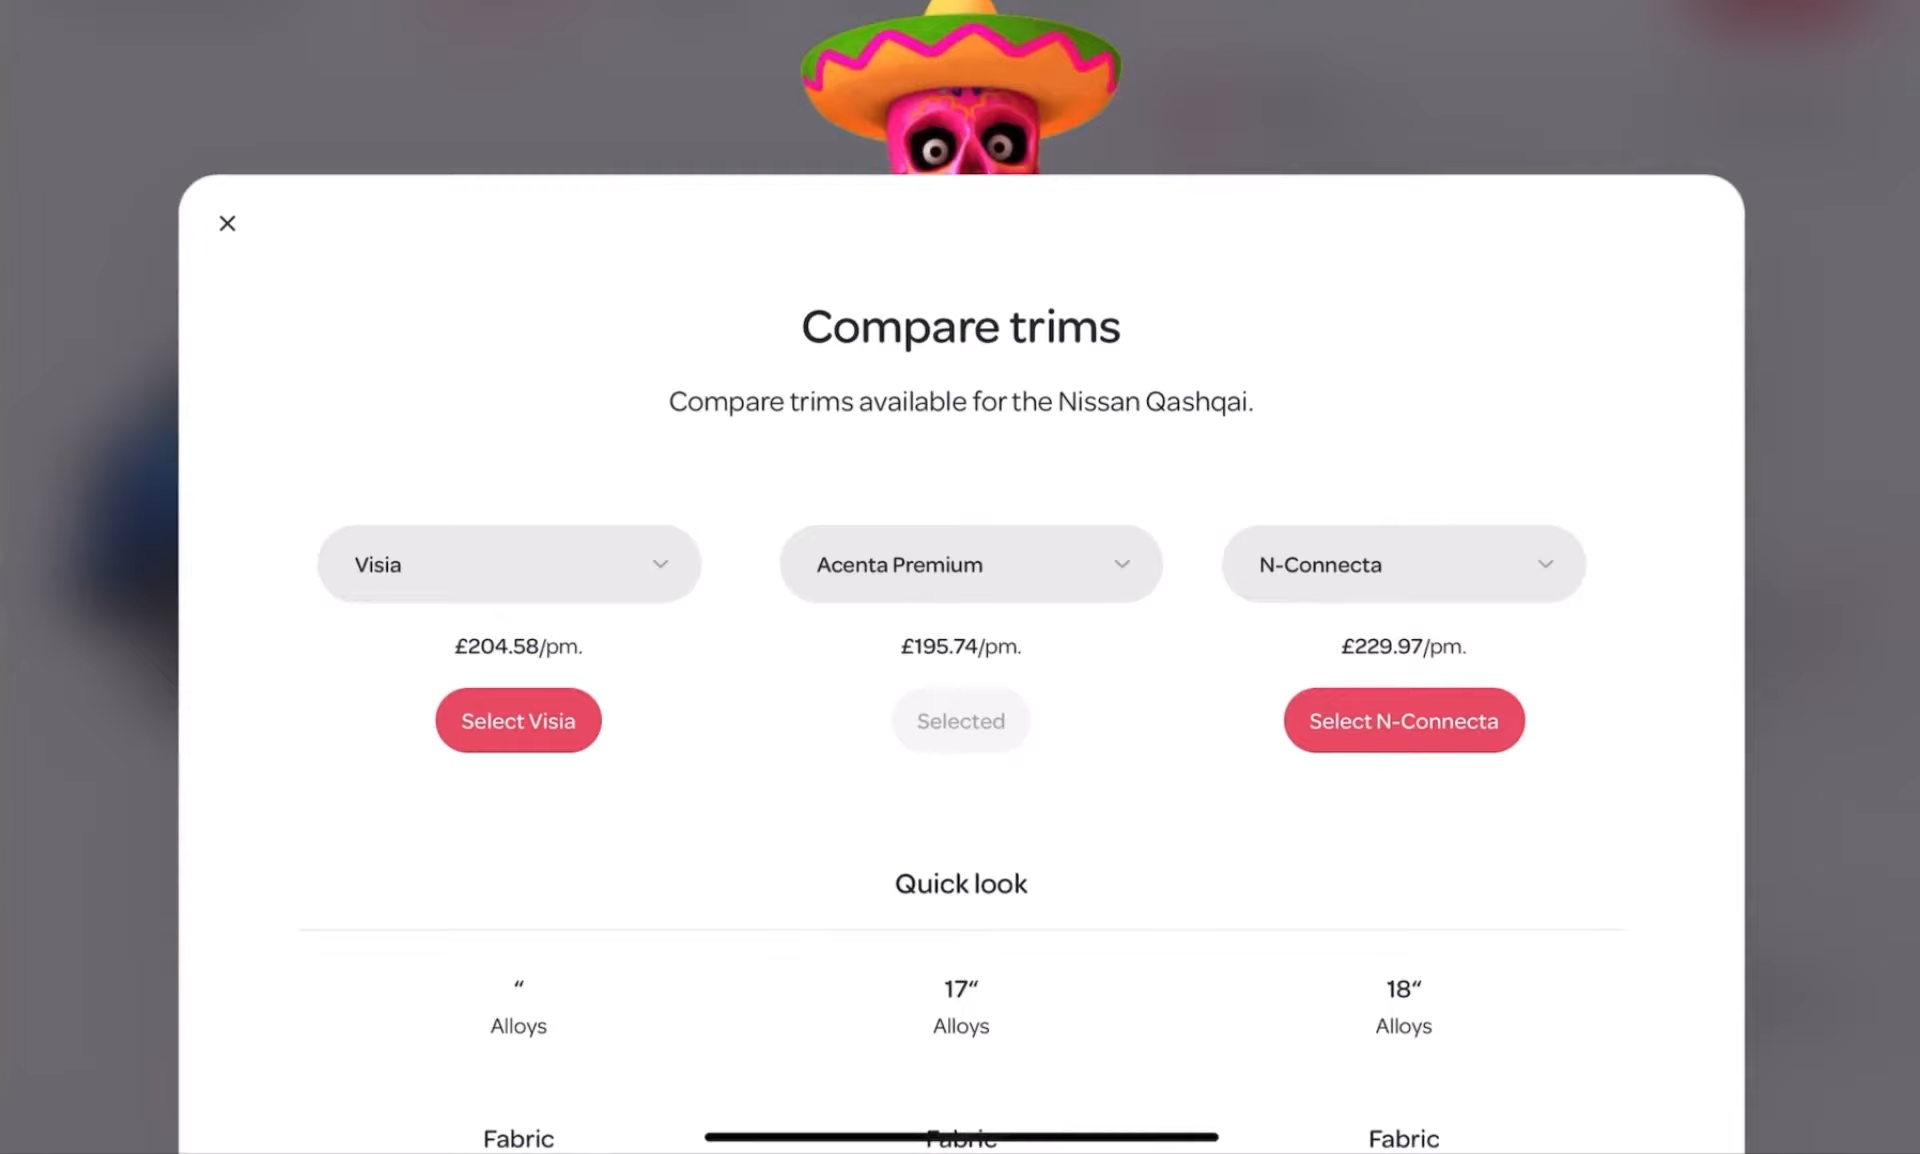 Compare trims
Compare trims available for the Nissan Qashqai.
Visia
Acenta Premium
N-Connecta
£204.58/pm.
£195.74/pm.
£229.97/pm.
Select Visia
Selected
Select N-Connecta
Quick look
“
17“
18“
Alloys
Alloys
Alloys
Fabric
Fabric
Fabric